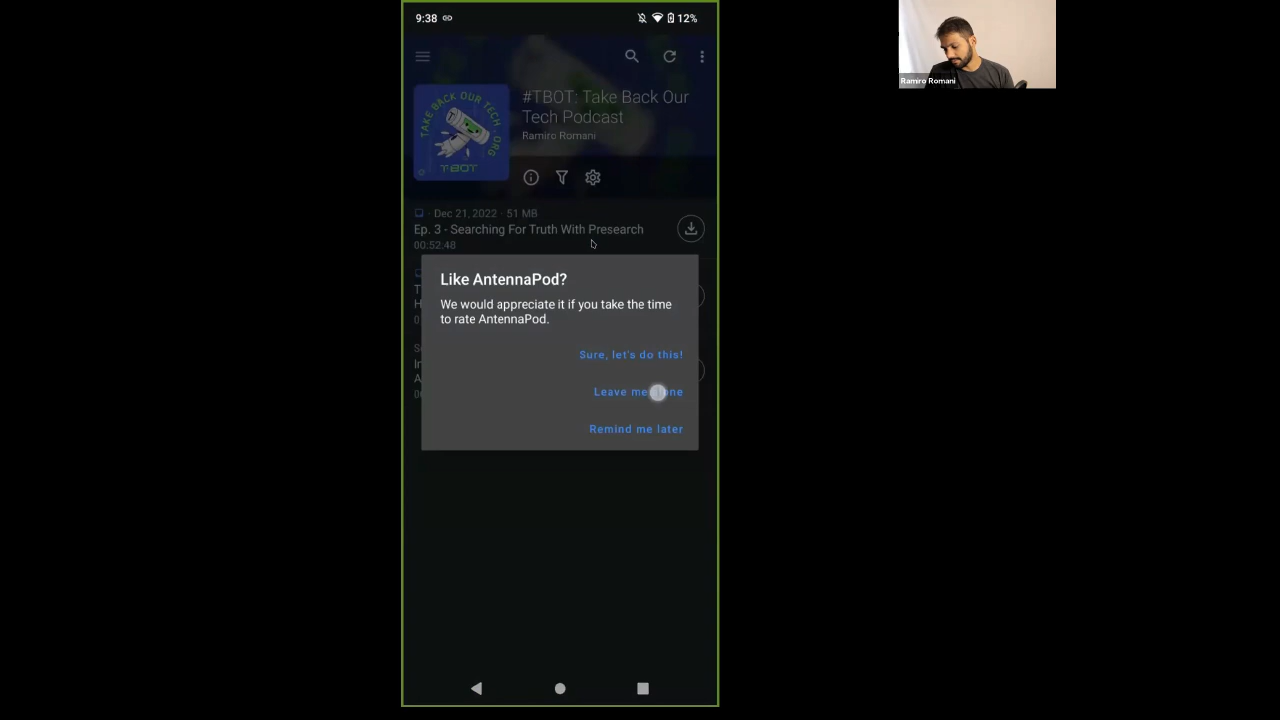 9:38
12%
#TBOT: Take Back Our
Tech Podcast
Ramiro Romani
TAKE BACK OUR TECH.ORG
TBOT
Dec 21, 2022 · 51 MB
Ep. 3 - Searching For Truth With Presearch
00:52:48
Like AntennaPod?
We would appreciate it if you take the time
to rate AntennaPod.
Sure, let's do this!
Leave me alone
Remind me later
Ramiro Romani